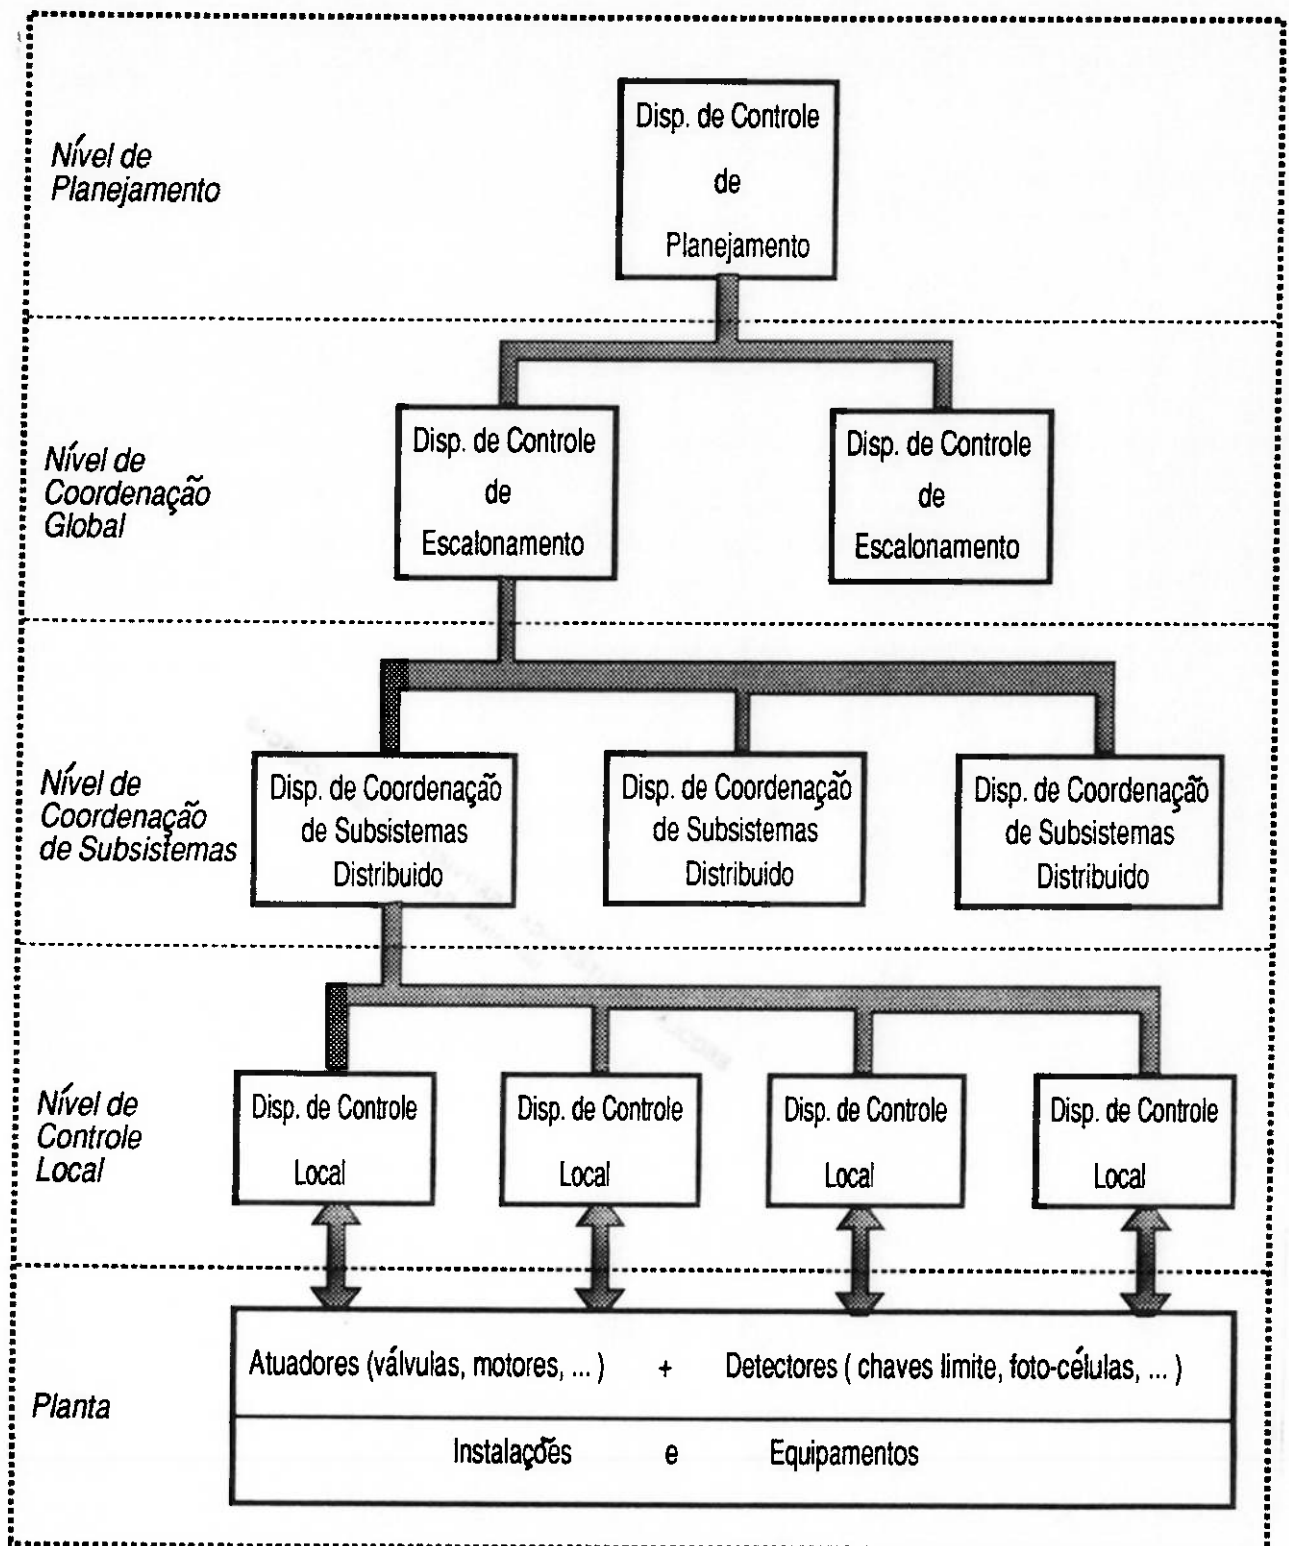 Nível de
Planejamento
Disp. de Controle
de
Planejamento
Nível de
Coordenação
Global
Disp. de Controle
de
Escalonamento
Disp. de Controle
de
Escalonamento
Nível de
Coordenação
de Subsistemas
Disp. de Coordenação
de Subsistemas
Distribuido
Disp. de Coordenação
de Subsistemas
Distribuido
Disp. de Coordenação
de Subsistemas
Distribuido
Nível de
Controle
Local
Disp. de Controle
Local
Disp. de Controle
Local
Disp. de Controle
Local
Disp. de Controle
Local
Planta
Atuadores (válvulas, motores, ... ) + Detectores ( chaves limite, foto-células, ... )
Instalações e Equipamentos